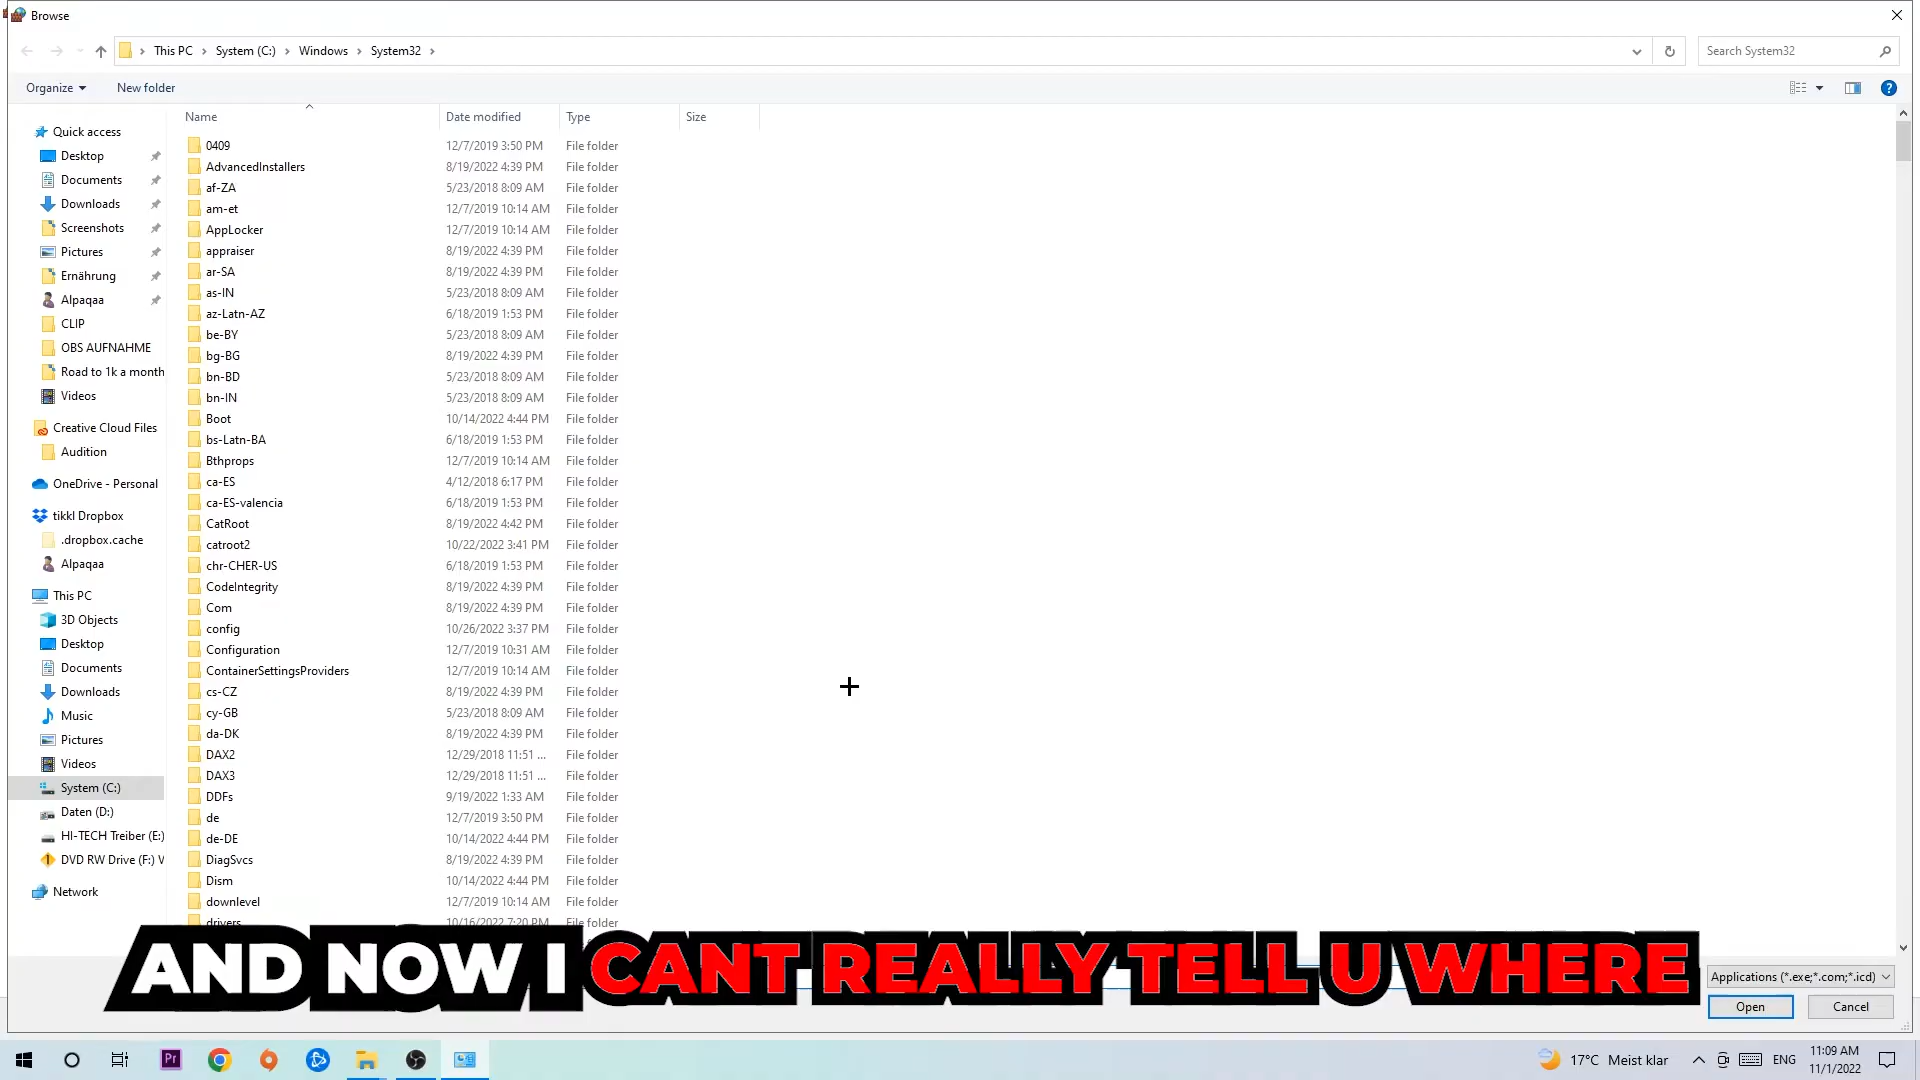 Browse
This PC > System (C:) > Windows > System32 >
Search System32
Organize
New folder
Name Date modified Type Size
Quick access
Desktop
Documents
Downloads
Screenshots
Pictures
Ernährung
Alpaqaa
CLIP
OBS AUFNAHME
Road to 1k a month
Videos
Creative Cloud Files
Audition
OneDrive - Personal
tikkl Dropbox
.dropbox.cache
Alpaqaa
This PC
3D Objects
Desktop
Documents
Downloads
Music
Pictures
Videos
System (C:)
Daten (D:)
HI-TECH Treiber (E:)
DVD RW Drive (F:) V
Network
0409 12/7/2019 3:50 PM File folder
AdvancedInstallers 8/19/2022 4:39 PM File folder
af-ZA 5/23/2018 8:09 AM File folder
am-et 12/7/2019 10:14 AM File folder
AppLocker 12/7/2019 10:14 AM File folder
appraiser 8/19/2022 4:39 PM File folder
ar-SA 8/19/2022 4:39 PM File folder
as-IN 5/23/2018 8:09 AM File folder
az-Latn-AZ 6/18/2019 1:53 PM File folder
be-BY 5/23/2018 8:09 AM File folder
bg-BG 8/19/2022 4:39 PM File folder
bn-BD 5/23/2018 8:09 AM File folder
bn-IN 5/23/2018 8:09 AM File folder
Boot 10/14/2022 4:44 PM File folder
bs-Latn-BA 6/18/2019 1:53 PM File folder
Bthprops 12/7/2019 10:14 AM File folder
ca-ES 4/12/2018 6:17 PM File folder
ca-ES-valencia 6/18/2019 1:53 PM File folder
CatRoot 8/19/2022 4:42 PM File folder
catroot2 10/22/2022 3:41 PM File folder
chr-CHER-US 6/18/2019 1:53 PM File folder
CodeIntegrity 8/19/2022 4:39 PM File folder
Com 8/19/2022 4:39 PM File folder
config 10/26/2022 3:37 PM File folder
Configuration 12/7/2019 10:31 AM File folder
ContainerSettingsProviders 12/7/2019 10:14 AM File folder
cs-CZ 8/19/2022 4:39 PM File folder
cy-GB 5/23/2018 8:09 AM File folder
da-DK 8/19/2022 4:39 PM File folder
DAX2 12/29/2018 11:51 ... File folder
DAX3 12/29/2018 11:51 ... File folder
DDFs 9/19/2022 1:33 AM File folder
de 12/7/2019 3:50 PM File folder
de-DE 10/14/2022 4:44 PM File folder
DiagSvcs 8/19/2022 4:39 PM File folder
Dism 10/14/2022 4:44 PM File folder
downlevel 12/7/2019 10:14 AM File folder
drivers 10/16/2022 7:20 PM File folder
AND NOW I CANT REALLY TELL U WHERE
Applications (*.exe;*.com;*.icd)
Open Cancel
Pr
17°C Meist klar
ENG
11:09 AM
11/1/2022